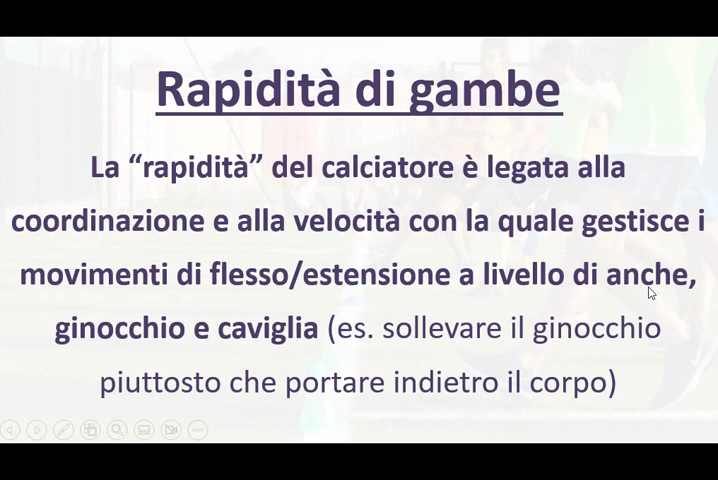 Rapidità di gambe
La “rapidità” del calciatore è legata alla
coordinazione e alla velocità con la quale gestisce i
movimenti di flesso/estensione a livello di anche,
ginocchio e caviglia (es. sollevare il ginocchio
piuttosto che portare indietro il corpo)